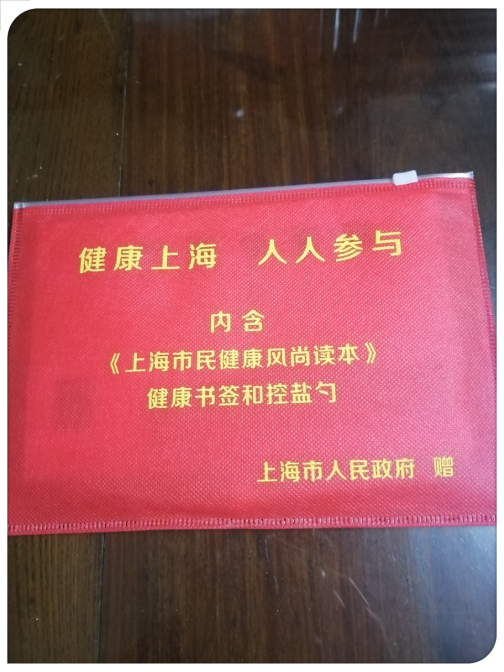 健康上海 人人参与
内含
《上海市民健康风尚读本》
健康书签和控盐勺
上海市人民政府 赠